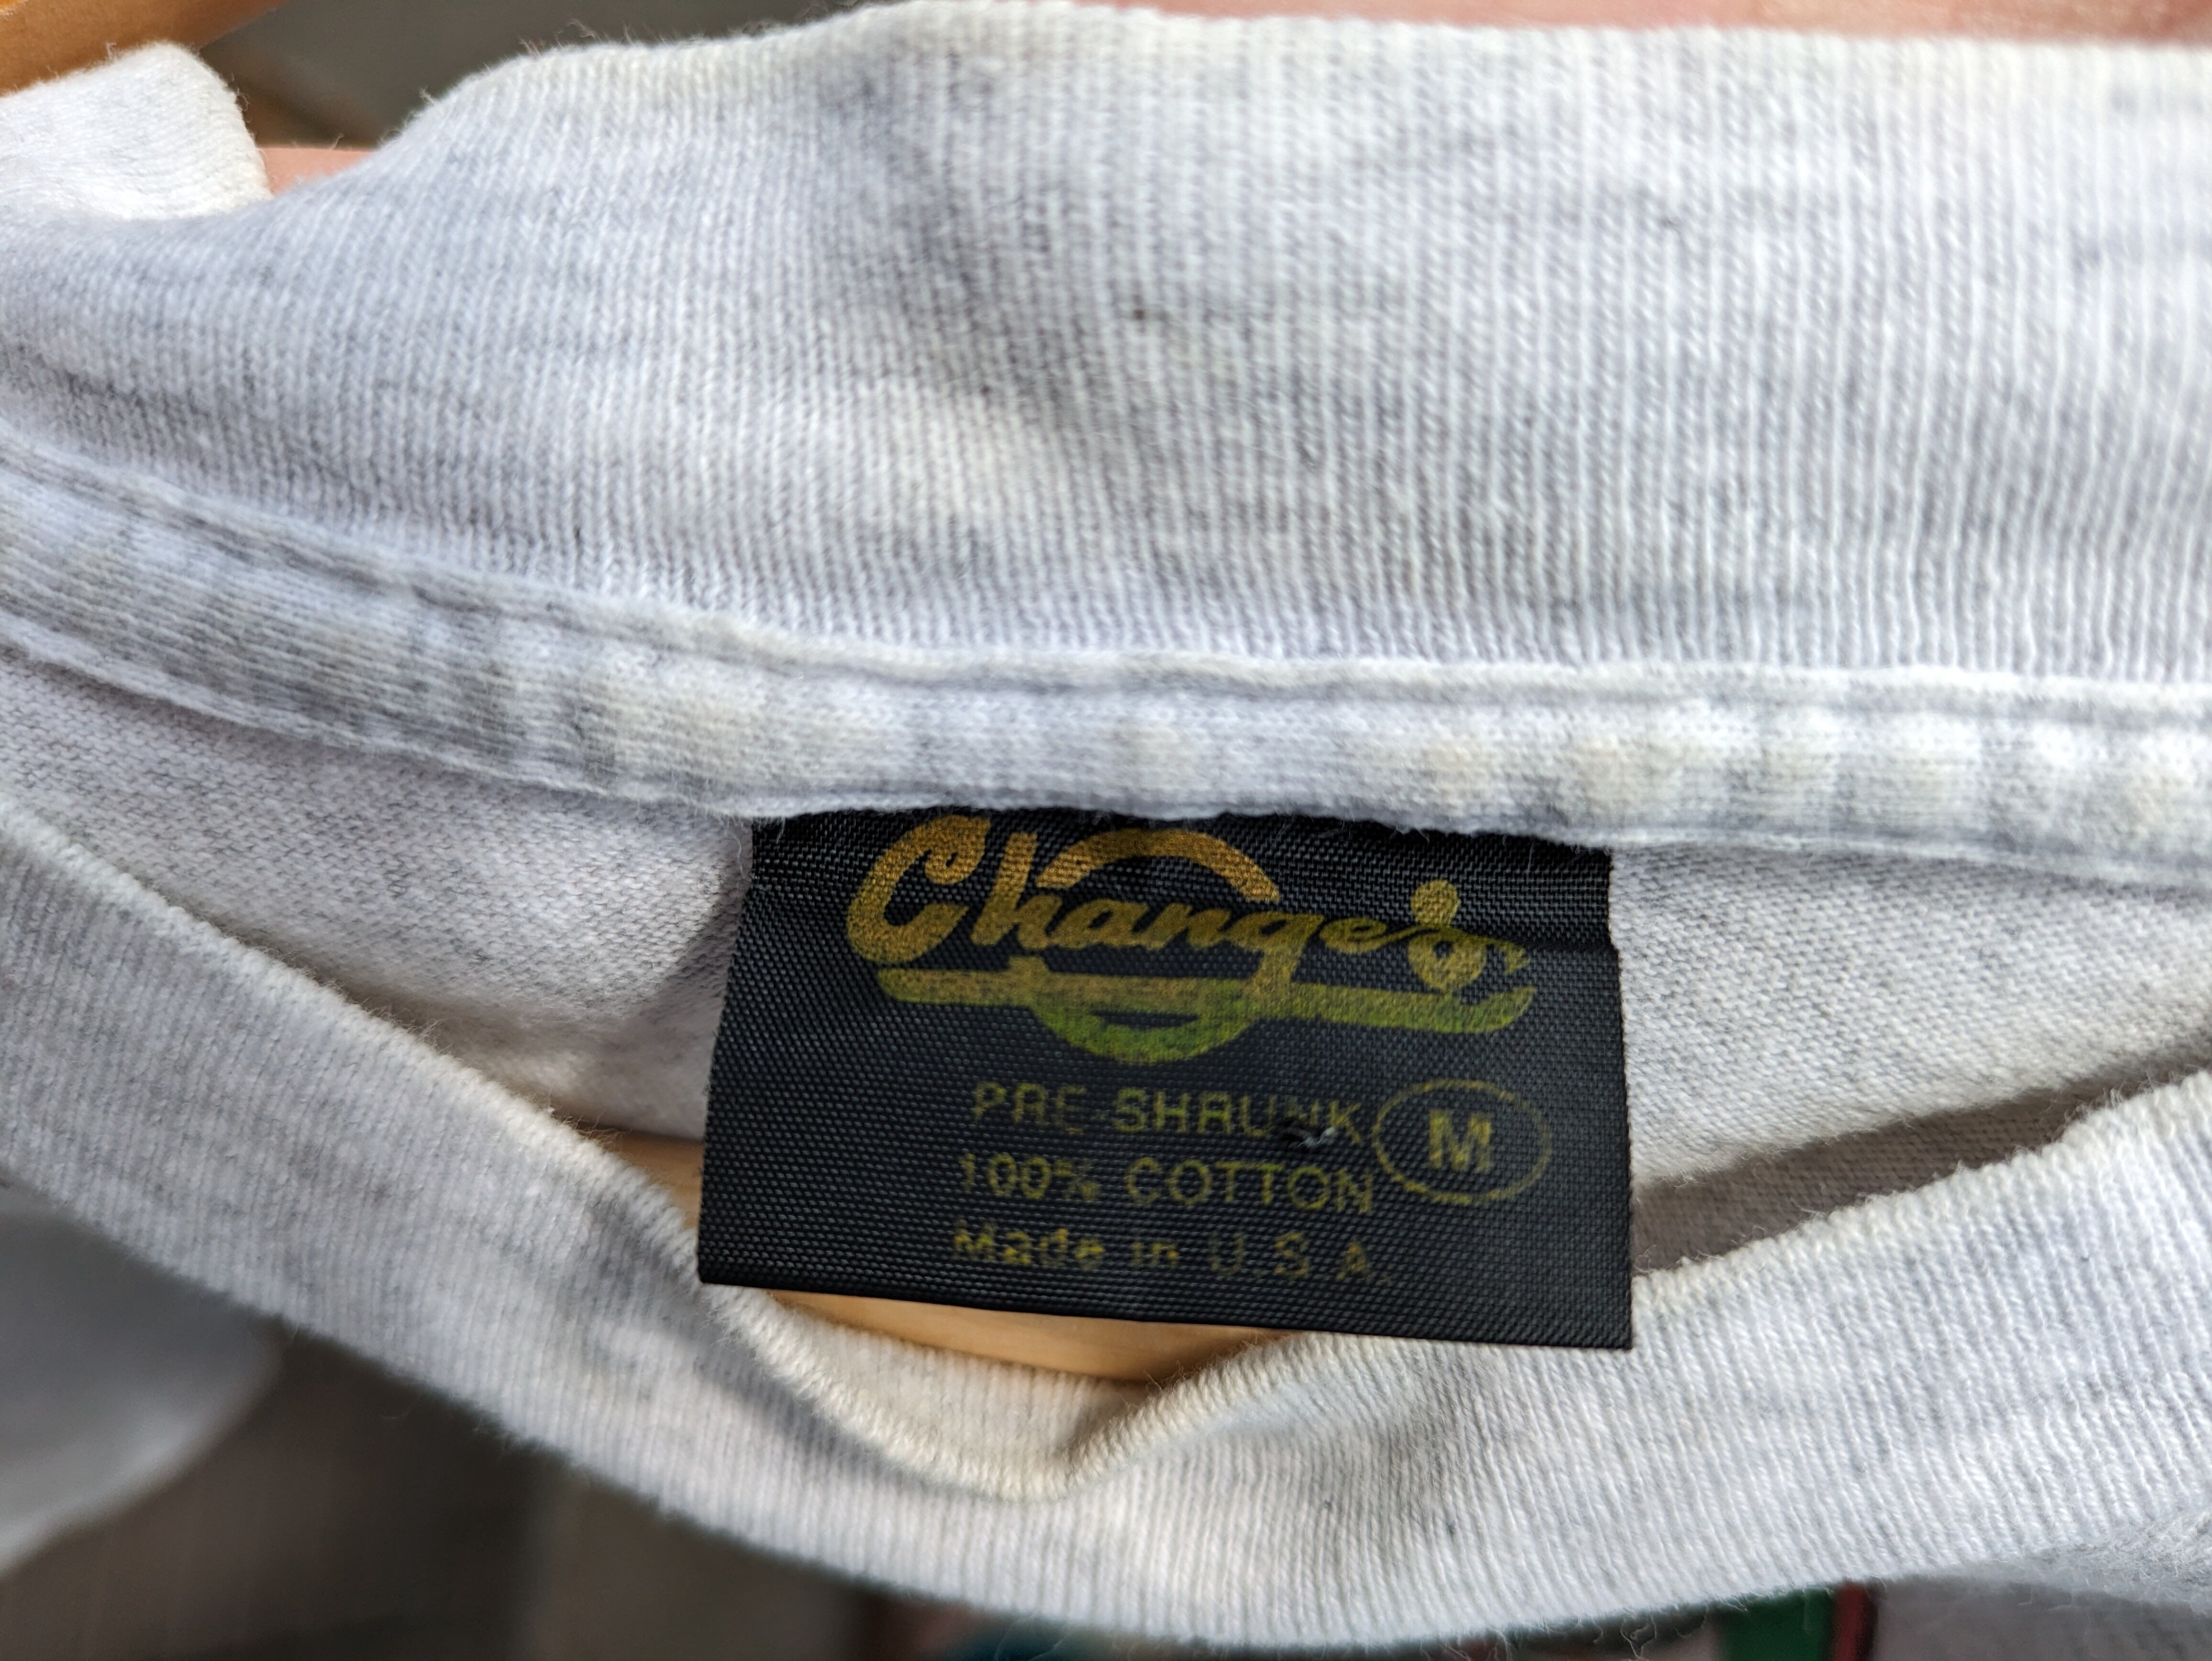 Changes
PRE-SHRUNK M
100% COTTON
Made in U.S.A.